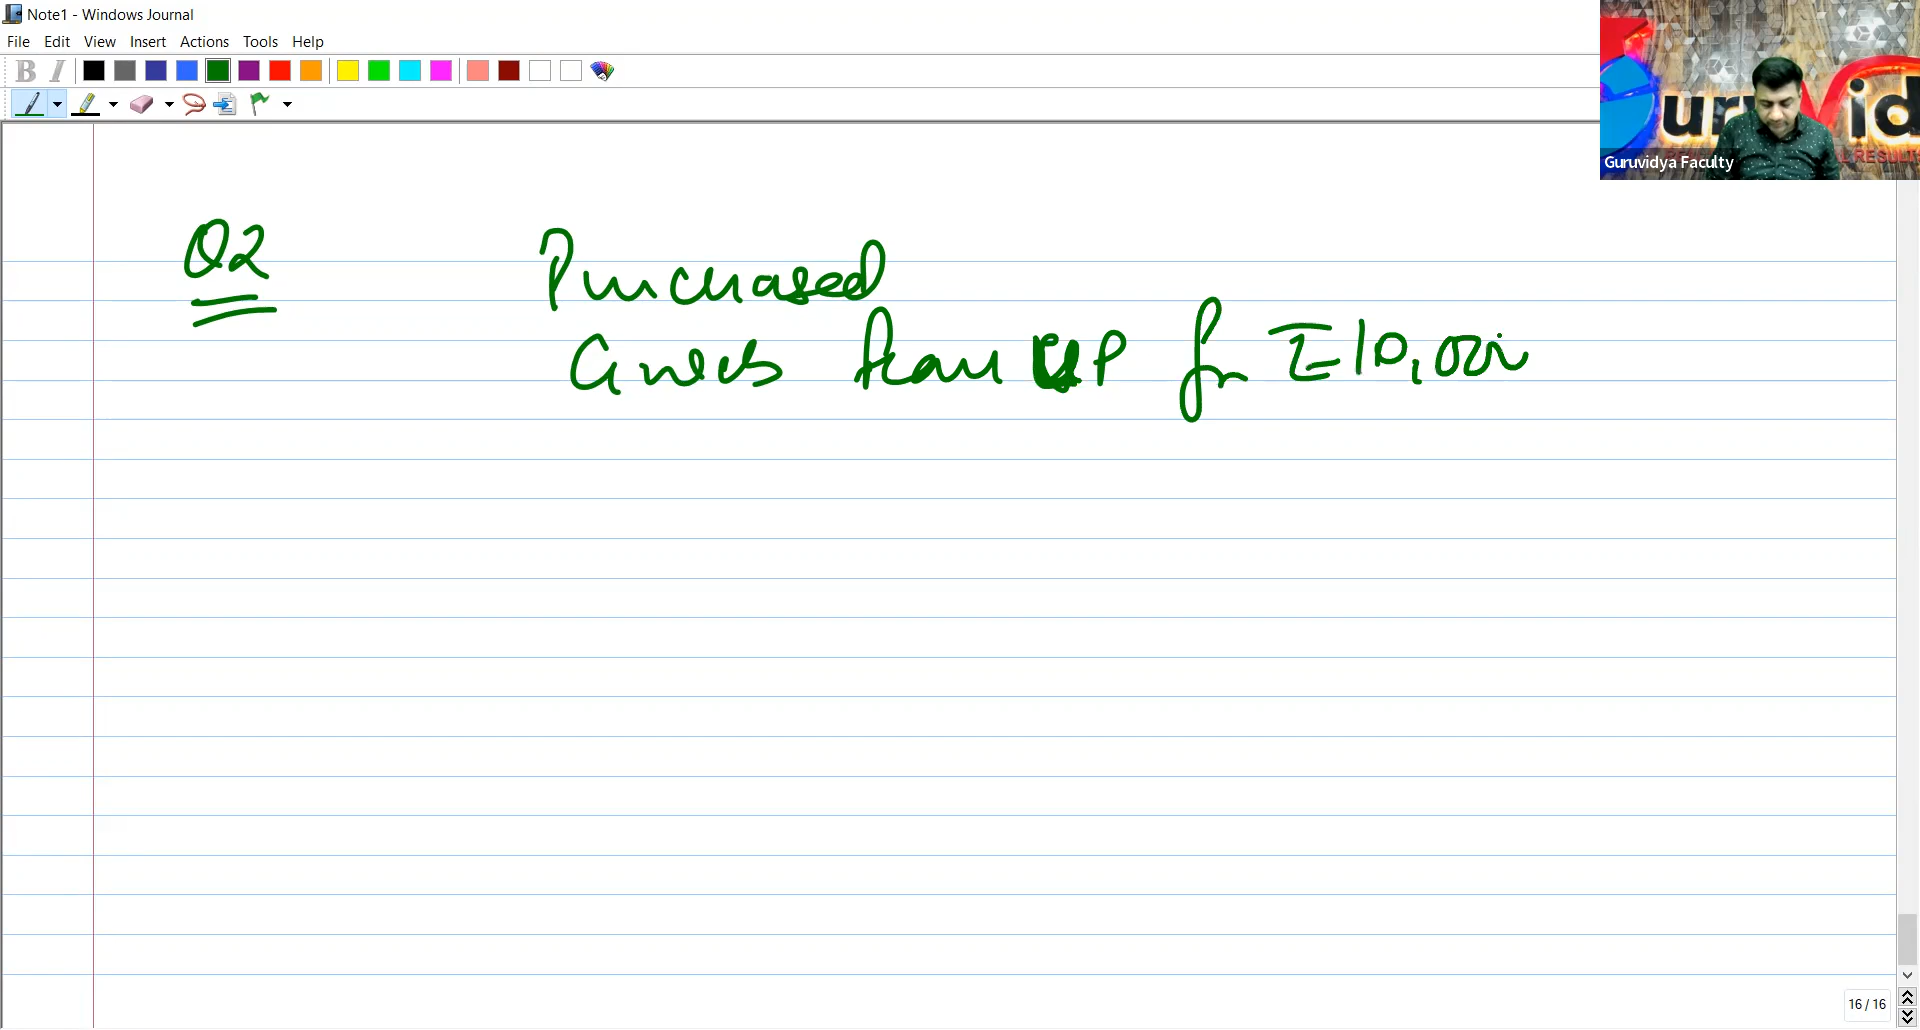 Note1 - Windows Journal
File Edit View Insert Actions Tools Help
B I
Guruvidya Faculty
Q2
Purchased
Goods from UP for ₹10,000
16 / 16